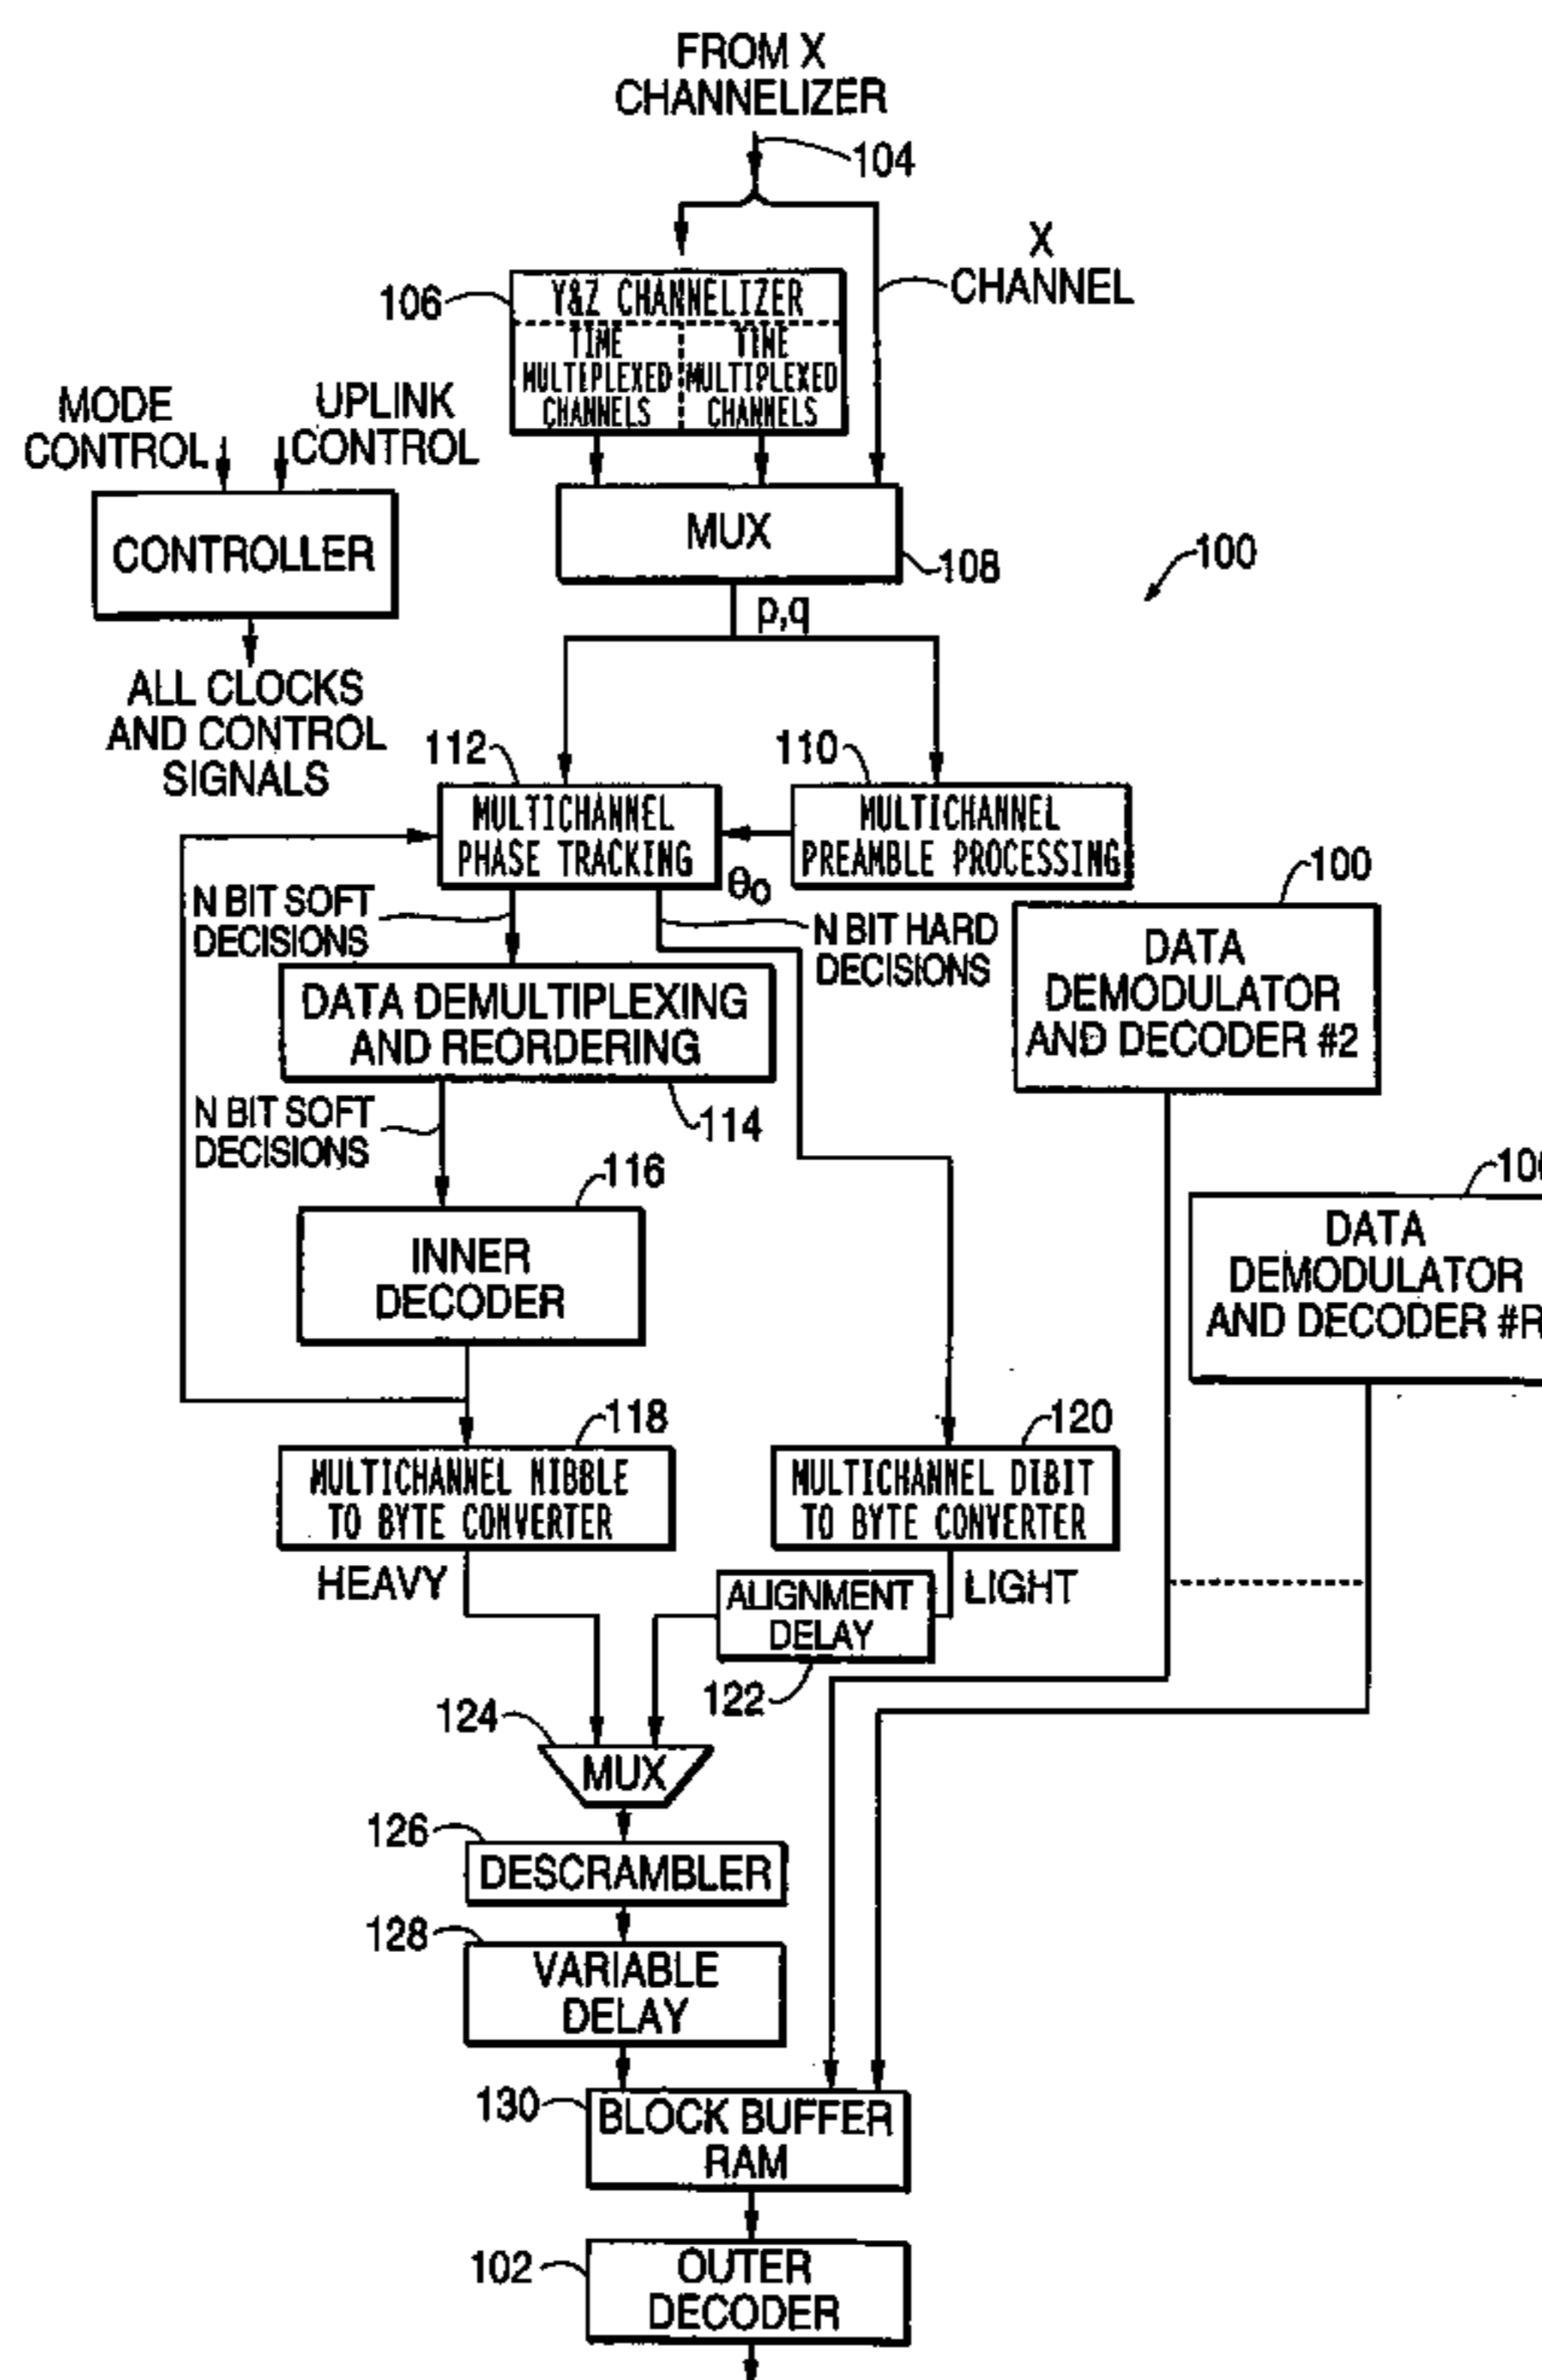 FROM X
CHANNELIZER
104
X
CHANNEL
106
Y&Z CHANNELIZER
TIME
MULTIPLEXED
CHANNELS
TIME
MULTIPLEXED
CHANNELS
MODE
CONTROL
UPLINK
CONTROL
CONTROLLER
ALL CLOCKS
AND CONTROL
SIGNALS
MUX
108
100
p,q
112
110
MULTICHANNEL
PHASE TRACKING
MULTICHANNEL
PREAMBLE PROCESSING
θ0
N BIT SOFT
DECISIONS
N BIT HARD
DECISIONS
100
DATA
DEMODULATOR
AND DECODER #2
DATA DEMULTIPLEXING
AND REORDERING
114
N BIT SOFT
DECISIONS
116
INNER
DECODER
DATA
DEMODULATOR
AND DECODER #R
118
120
MULTICHANNEL NIBBLE
TO BYTE CONVERTER
MULTICHANNEL DIBIT
TO BYTE CONVERTER
HEAVY
ALIGNMENT
DELAY
LIGHT
122
124
MUX
126
DESCRAMBLER
128
VARIABLE
DELAY
130
BLOCK BUFFER
RAM
102
OUTER
DECODER